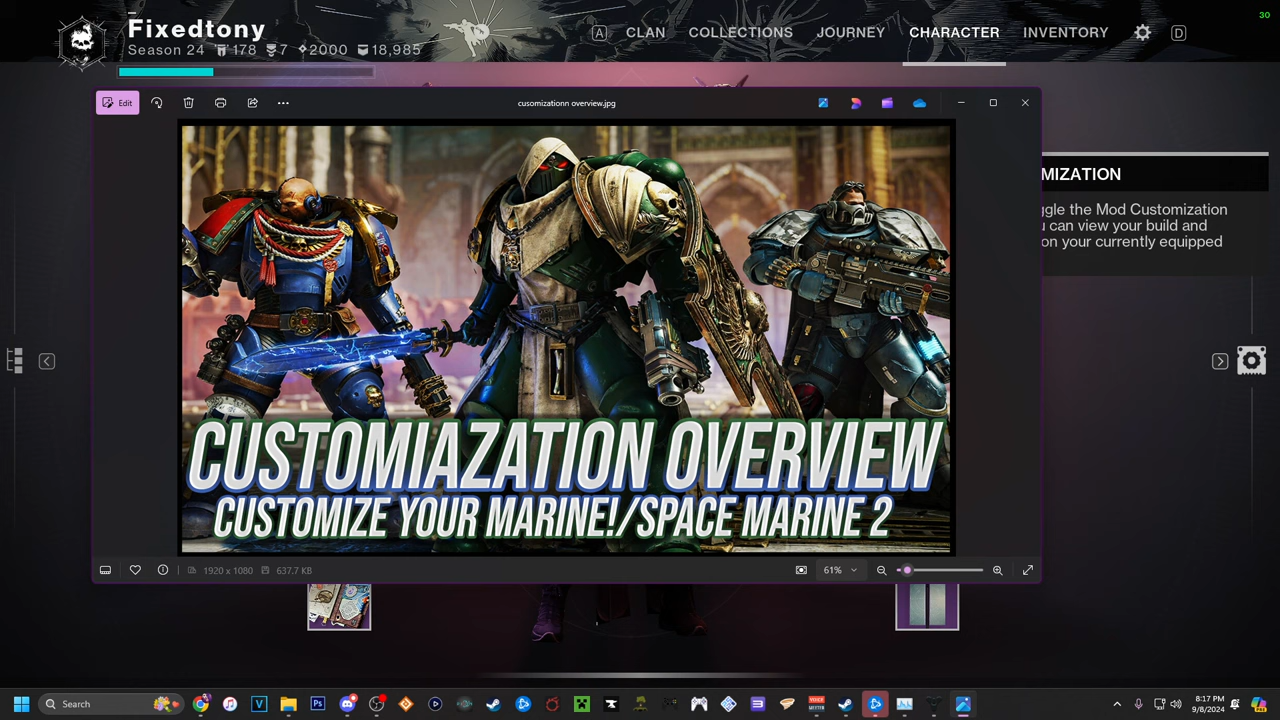 30
Fixedtony
Season 24 178 7 2000 18,985
A CLAN COLLECTIONS JOURNEY CHARACTER INVENTORY D
Edit
cusomizationn overview.jpg
MIZATION
ggle the Mod Customization
u can view your build and
on your currently equipped
CUSTOMIAZATION OVERVIEW
CUSTOMIZE YOUR MARINE!/SPACE MARINE 2
1920 x 1080 637.7 KB
61%
Search
Ps
8:17 PM
9/8/2024